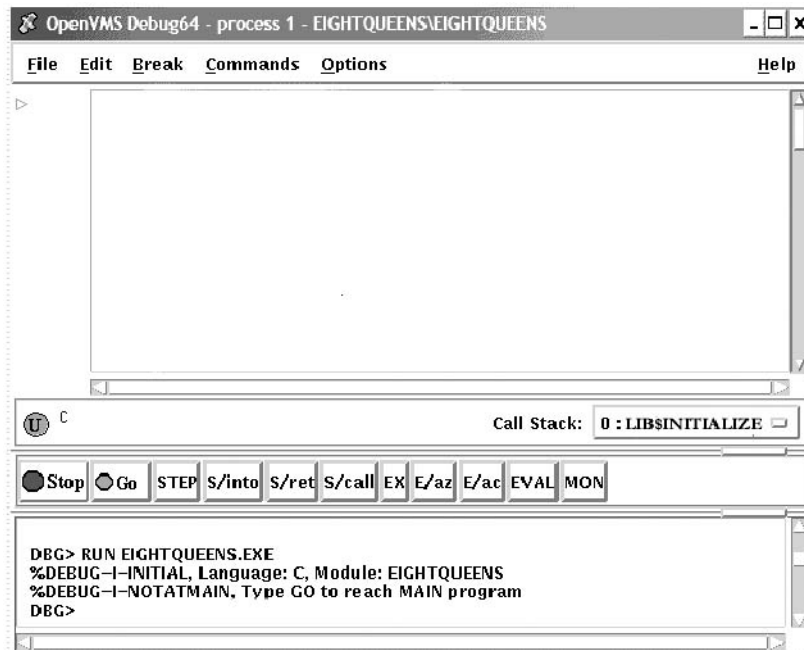 OpenVMS Debug64 - process 1 - EIGHTQUEENS\EIGHTQUEENS
File Edit Break Commands Options Help
U C Call Stack: 0 : LIB$INITIALIZE
Stop Go STEP S/into S/ret S/call EX E/az E/ac EVAL MON
DBG> RUN EIGHTQUEENS.EXE
%DEBUG-I-INITIAL, Language: C, Module: EIGHTQUEENS
%DEBUG-I-NOTATMAIN, Type GO to reach MAIN program
DBG>